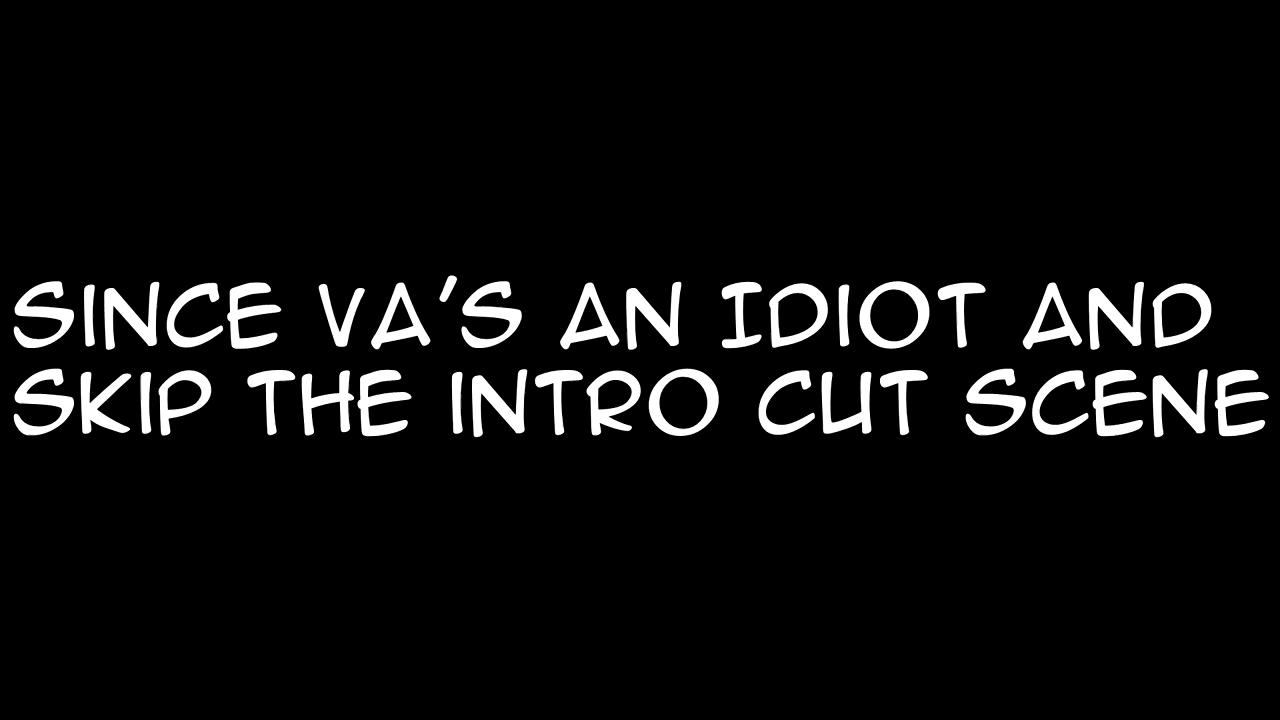 SINCE VA'S AN IDIOT AND
SKIP THE INTRO CUT SCENE